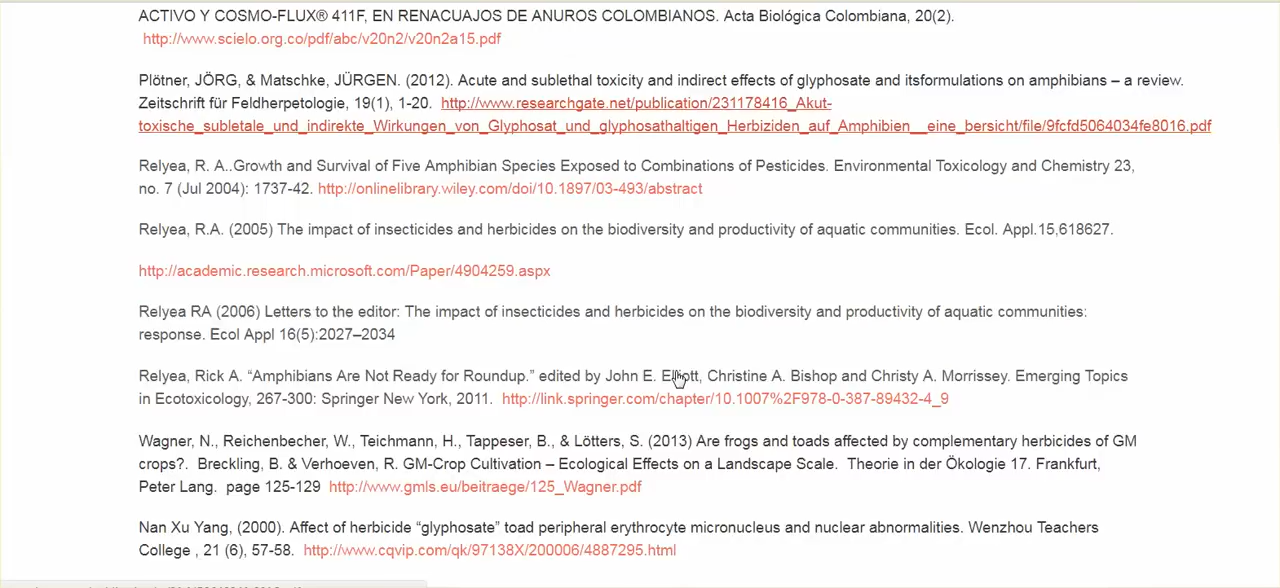 ACTIVO Y COSMO-FLUX® 411F, EN RENACUAJOS DE ANUROS COLOMBIANOS. Acta Biológica Colombiana, 20(2).
http://www.scielo.org.co/pdf/abc/v20n2/v20n2a15.pdf
Plötner, JÖRG, & Matschke, JÜRGEN. (2012). Acute and sublethal toxicity and indirect effects of glyphosate and itsformulations on amphibians – a review.
Zeitschrift für Feldherpetologie, 19(1), 1-20. http://www.researchgate.net/publication/231178416_Akut-
toxische_subletale_und_indirekte_Wirkungen_von_Glyphosat_und_glyphosathaltigen_Herbiziden_auf_Amphibien__eine_bersicht/file/9fcfd5064034fe8016.pdf
Relyea, R. A..Growth and Survival of Five Amphibian Species Exposed to Combinations of Pesticides. Environmental Toxicology and Chemistry 23,
no. 7 (Jul 2004): 1737-42. http://onlinelibrary.wiley.com/doi/10.1897/03-493/abstract
Relyea, R.A. (2005) The impact of insecticides and herbicides on the biodiversity and productivity of aquatic communities. Ecol. Appl.15,618627.
http://academic.research.microsoft.com/Paper/4904259.aspx
Relyea RA (2006) Letters to the editor: The impact of insecticides and herbicides on the biodiversity and productivity of aquatic communities:
response. Ecol Appl 16(5):2027–2034
Relyea, Rick A. “Amphibians Are Not Ready for Roundup.” edited by John E. Elliott, Christine A. Bishop and Christy A. Morrissey. Emerging Topics
in Ecotoxicology, 267-300: Springer New York, 2011. http://link.springer.com/chapter/10.1007%2F978-0-387-89432-4_9
Wagner, N., Reichenbecher, W., Teichmann, H., Tappeser, B., & Lötters, S. (2013) Are frogs and toads affected by complementary herbicides of GM
crops?. Breckling, B. & Verhoeven, R. GM-Crop Cultivation – Ecological Effects on a Landscape Scale. Theorie in der Ökologie 17. Frankfurt,
Peter Lang. page 125-129 http://www.gmls.eu/beitraege/125_Wagner.pdf
Nan Xu Yang, (2000). Affect of herbicide “glyphosate” toad peripheral erythrocyte micronucleus and nuclear abnormalities. Wenzhou Teachers
College , 21 (6), 57-58. http://www.cqvip.com/qk/97138X/200006/4887295.html